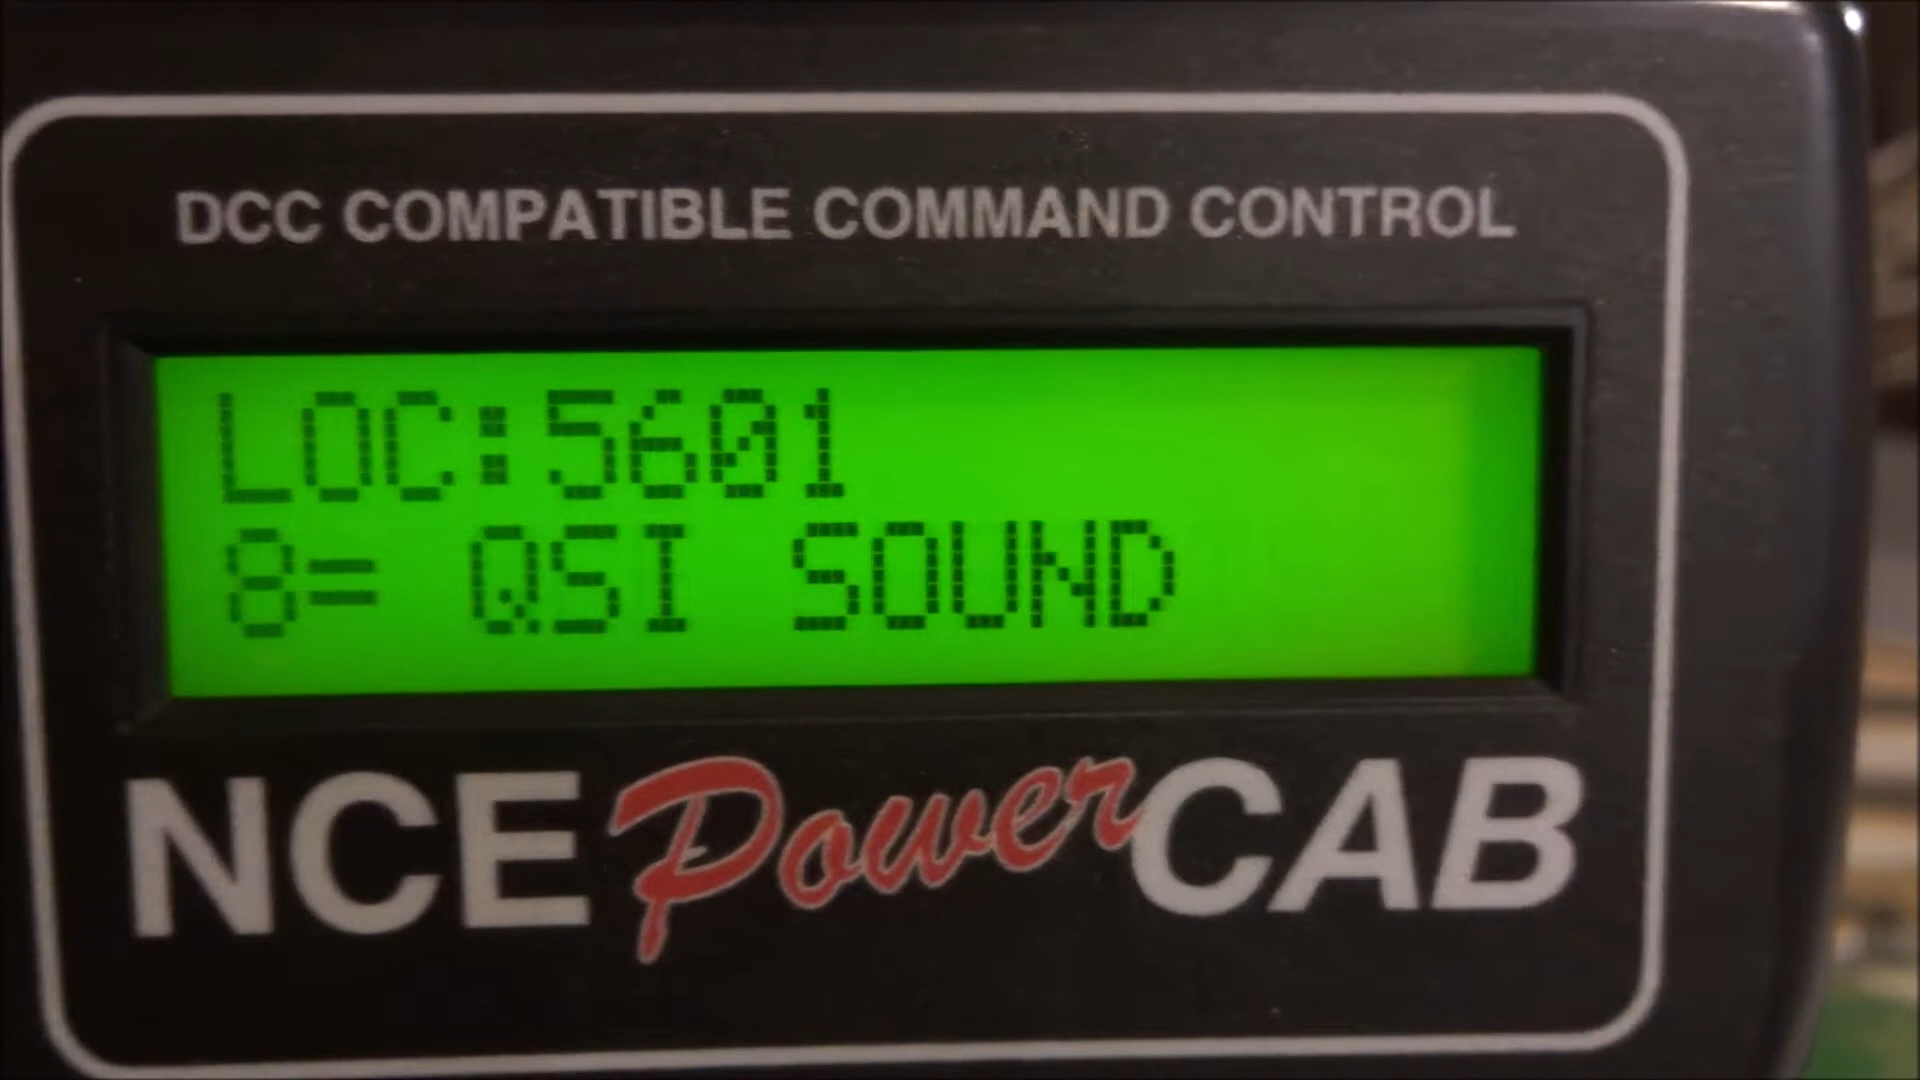 DCC COMPATIBLE COMMAND CONTROL
LOC:5601
8= QSI SOUND
NCE Power CAB